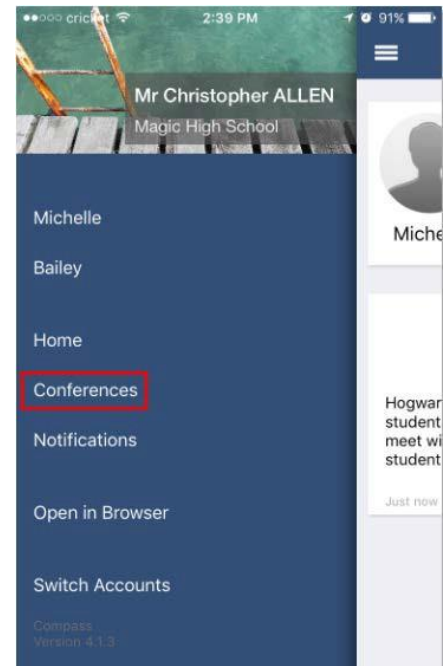 cricket 2:39 PM 91%
Mr Christopher ALLEN
Magic High School
Michelle
Bailey
Home
Conferences
Notifications
Open in Browser
Switch Accounts
Compass
Version 4.1.3
Miche
Hogwar
student
meet wi
student
Just now